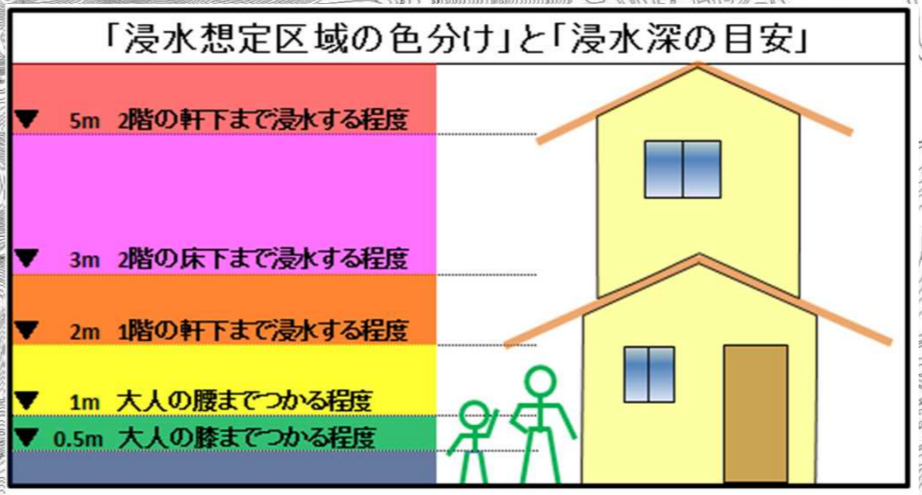 「浸水想定区域の色分け」と「浸水深の目安」
▼ 5m 2階の軒下まで浸水する程度
▼ 3m 2階の床下まで浸水する程度
▼ 2m 1階の軒下まで浸水する程度
▼ 1m 大人の腰までつかる程度
▼ 0.5m 大人の膝までつかる程度